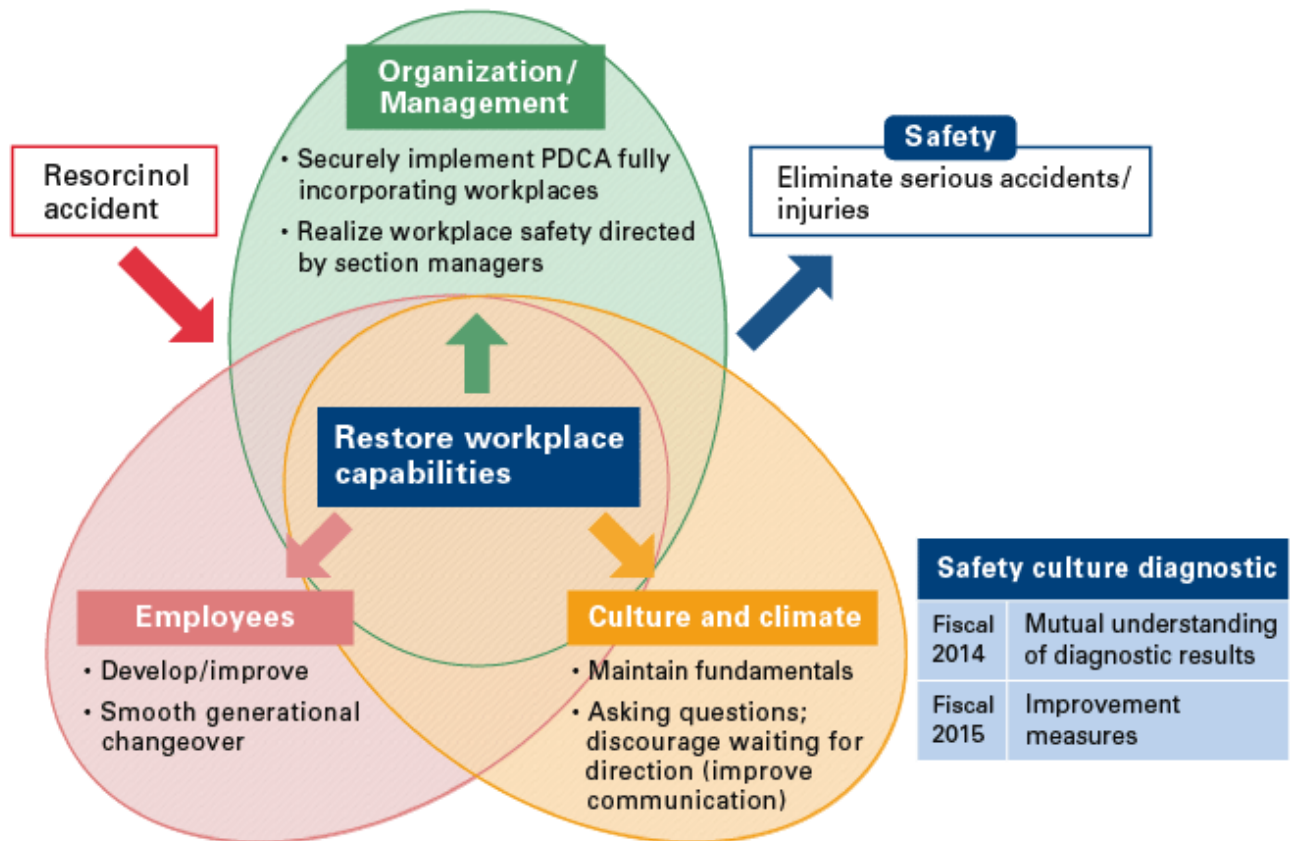 Organization/
Management
• Securely implement PDCA fully
incorporating workplaces
• Realize workplace safety directed
by section managers
Resorcinol
accident
Safety
Eliminate serious accidents/
injuries
Restore workplace
capabilities
Employees
• Develop/improve
• Smooth generational
changeover
Culture and climate
• Maintain fundamentals
• Asking questions;
discourage waiting for
direction (improve
communication)
Safety culture diagnostic
Fiscal
2014
Mutual understanding
of diagnostic results
Fiscal
2015
Improvement
measures